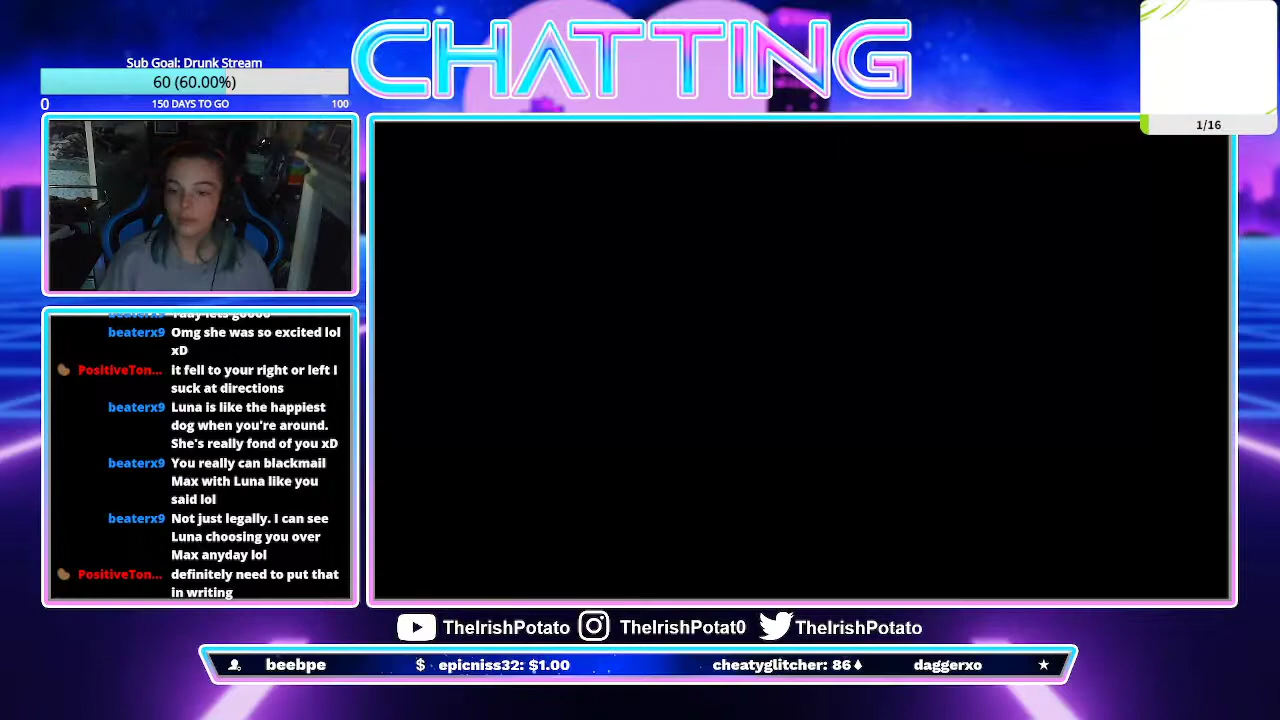 CHATTING
Sub Goal: Drunk Stream
60 (60.00%)
0 150 DAYS TO GO 100
1/16
beaterx9 Omg she was so excited lol
xD
PositiveTon... it fell to your right or left I
suck at directions
beaterx9 Luna is like the happiest
dog when you're around.
She's really fond of you xD
beaterx9 You really can blackmail
Max with Luna like you
said lol
beaterx9 Not just legally. I can see
Luna choosing you over
Max anyday lol
PositiveTon... definitely need to put that
in writing
TheIrishPotato TheIrishPotat0 TheIrishPotato
beebpe $ epicniss32: $1.00 cheatyglitcher: 86 daggerxo